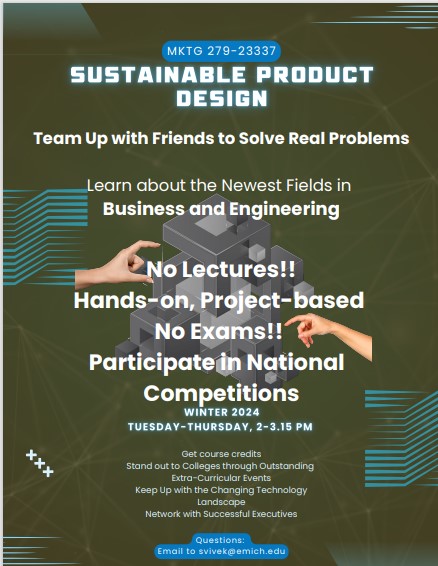 MKTG 279-23337
SUSTAINABLE PRODUCT
DESIGN
Team Up with Friends to Solve Real Problems
Learn about the Newest Fields in
Business and Engineering
No Lectures!!
Hands-on, Project-based
No Exams!!
Participate in National
Competitions
WINTER 2024
TUESDAY-THURSDAY, 2-3.15 PM
Get course credits
Stand out to Colleges through Outstanding
Extra-Curricular Events
Keep Up with the Changing Technology
Landscape
Network with Successful Executives
Questions:
Email to svivek@emich.edu